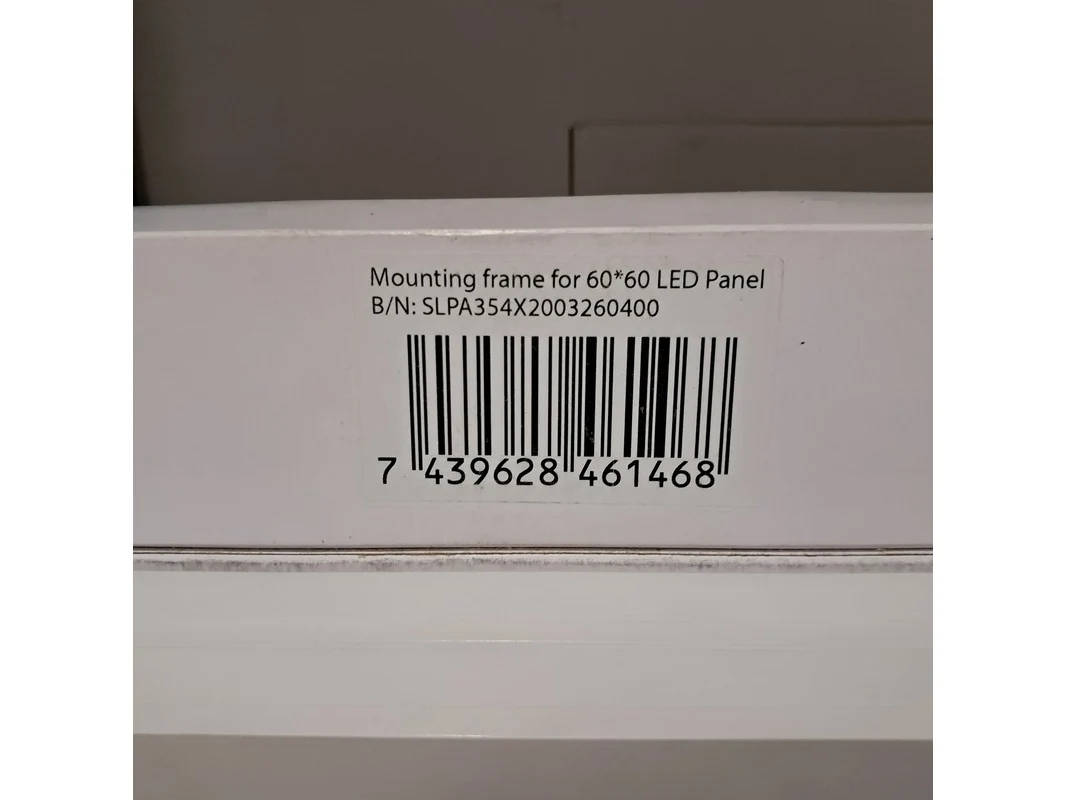 Mounting frame for 60*60 LED Panel
B/N: SLPA354X2003260400
7 439628 461468